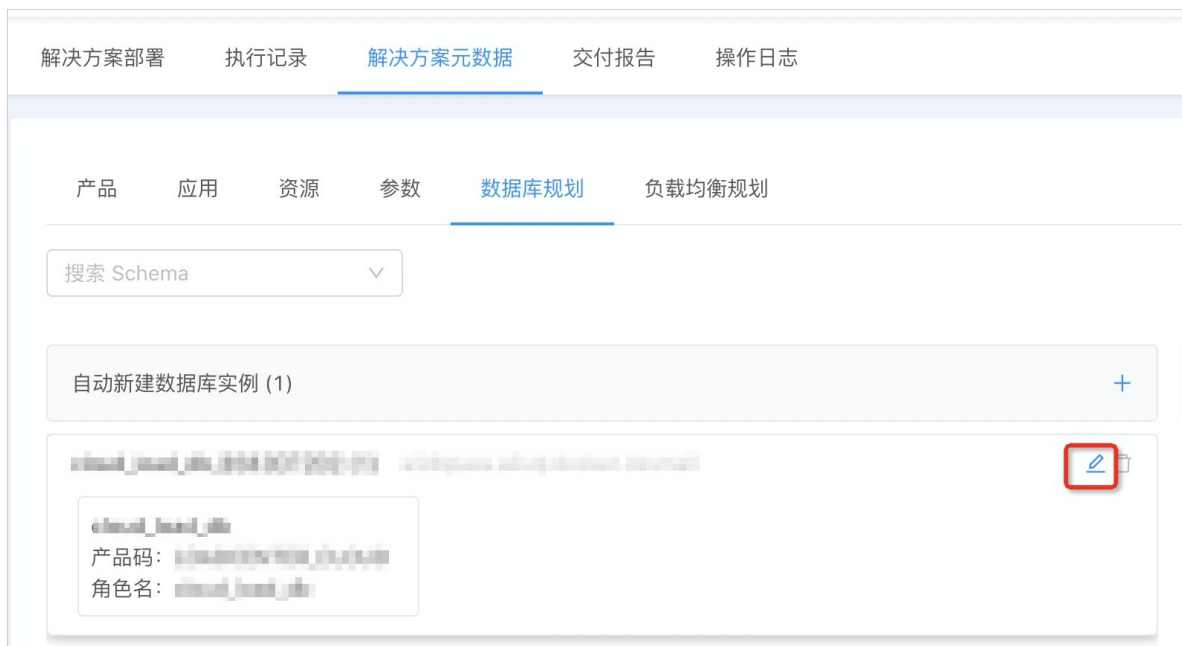 解决方案部署 执行记录 解决方案元数据 交付报告 操作日志
产品 应用 资源 参数 数据库规划 负载均衡规划
搜索 Schema
自动新建数据库实例 (1)
产品码：
角色名：